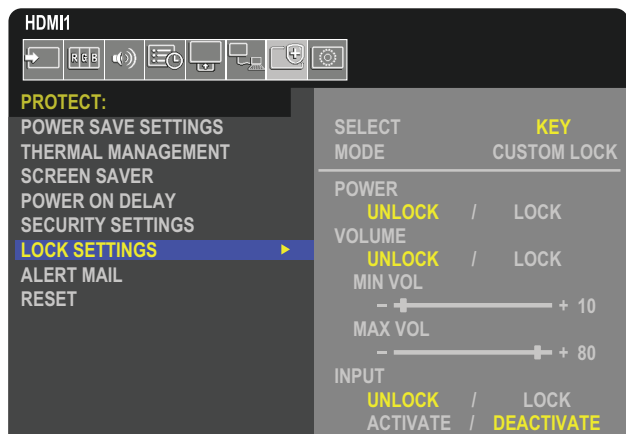 HDMI1
R G B
PROTECT:
POWER SAVE SETTINGS
THERMAL MANAGEMENT
SCREEN SAVER
POWER ON DELAY
SECURITY SETTINGS
LOCK SETTINGS
ALERT MAIL
RESET
SELECT KEY
MODE CUSTOM LOCK
POWER
UNLOCK / LOCK
VOLUME
UNLOCK / LOCK
MIN VOL
- + 10
MAX VOL
- + 80
INPUT
UNLOCK / LOCK
ACTIVATE / DEACTIVATE